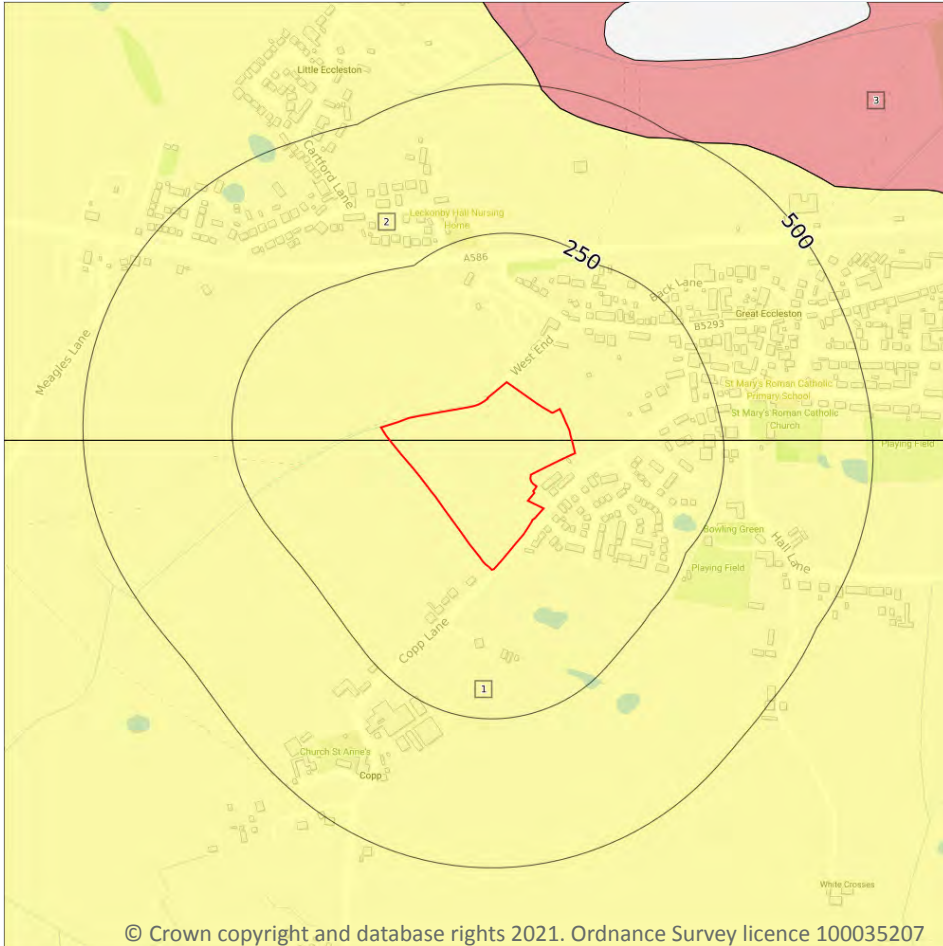 Little Eccleston
3
Cartford Lane
2
Leckonby Hall Nursing
Home
500
250
A586
Back Lane
Great Eccleston
B5293
Meagles Lane
West End
St Mary's Roman Catholic
Primary School
St Mary's Roman Catholic
Church
Playing Field
Bowling Green
Hall Lane
Playing Field
Copp Lane
1
Church St Anne's
Copp
White Crosses
© Crown copyright and database rights 2021. Ordnance Survey licence 100035207